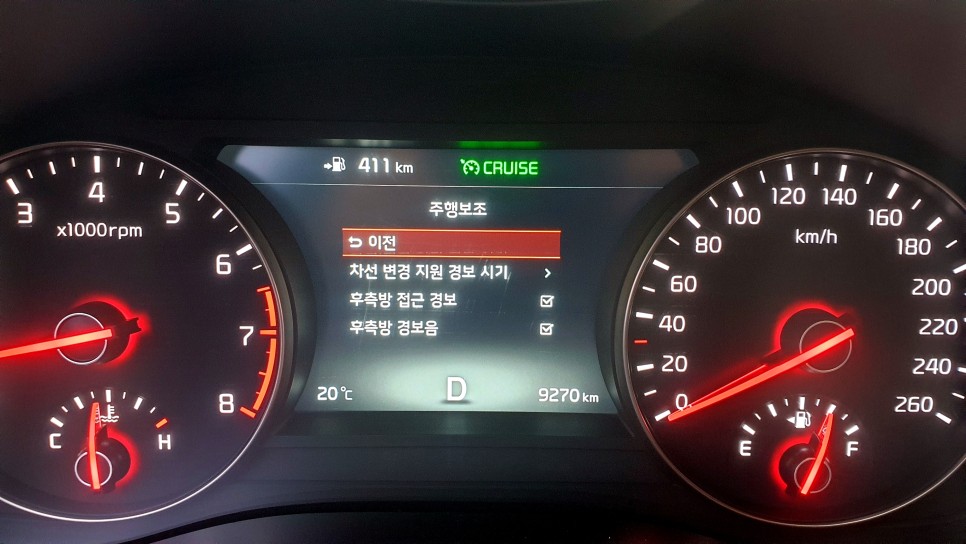 411 km CRUISE
주행보조
이전
차선 변경 지원 경보 시기
후측방 접근 경보
후측방 경보음
20℃ D 9270 km
3 4 5 6 7 8
x1000rpm
C H
0 20 40 60 80 100 120 140 160 180 200 220 240 260
km/h
E F